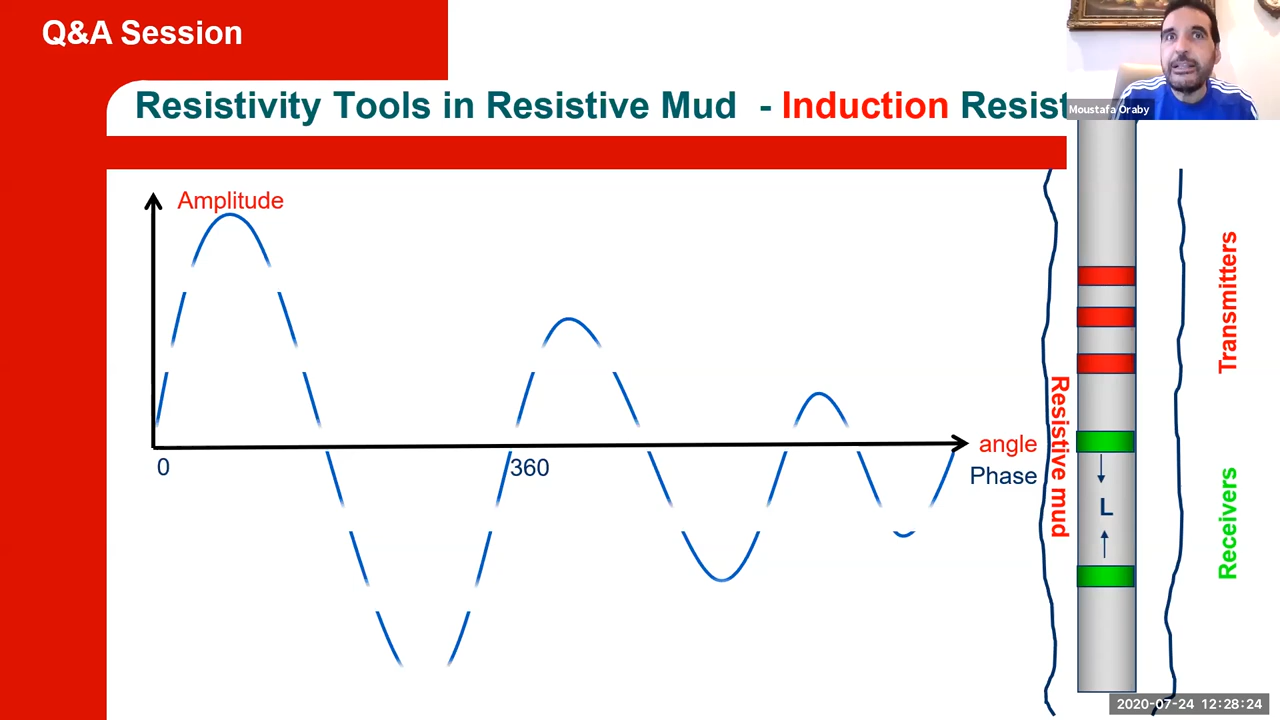 Q&A Session
Resistivity Tools in Resistive Mud - Induction Resist
Moustafa Oraby
Amplitude
0
360
angle
Phase
Resistive mud
L
Transmitters
Receivers
2020-07-24 12:28:24